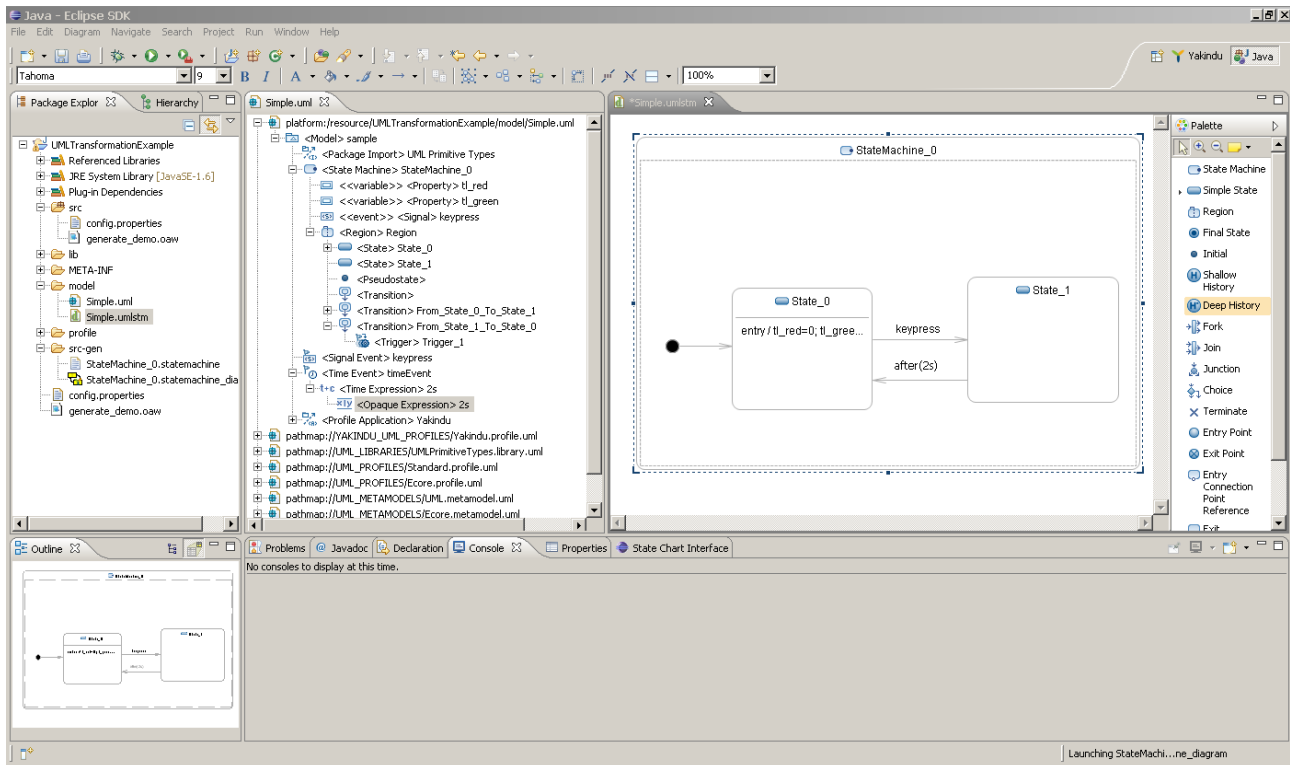 Java - Eclipse SDK
File Edit Diagram Navigate Search Project Run Window Help
Tahoma 9 B I A 100%
Yakindu Java
Package Explor Hierarchy
UMLTransformationExample
Referenced Libraries
JRE System Library [JavaSE-1.6]
Plug-in Dependencies
src
config.properties
generate_demo.oaw
lib
META-INF
model
Simple.uml
Simple.umlstm
profile
src-gen
StateMachine_0.statemachine
StateMachine_0.statemachine_dia
config.properties
generate_demo.oaw
Simple.uml
platform:/resource/UMLTransformationExample/model/Simple.uml
<Model> sample
<Package Import> UML Primitive Types
<State Machine> StateMachine_0
<<variable>> <Property> tl_red
<<variable>> <Property> tl_green
<<event>> <Signal> keypress
<Region> Region
<State> State_0
<State> State_1
<Pseudostate>
<Transition>
<Transition> From_State_0_To_State_1
<Transition> From_State_1_To_State_0
<Trigger> Trigger_1
<Signal Event> keypress
<Time Event> timeEvent
<Time Expression> 2s
<Opaque Expression> 2s
<Profile Application> Yakindu
pathmap://YAKINDU_UML_PROFILES/Yakindu.profile.uml
pathmap://UML_LIBRARIES/UMLPrimitiveTypes.library.uml
pathmap://UML_PROFILES/Standard.profile.uml
pathmap://UML_PROFILES/Ecore.profile.uml
pathmap://UML_METAMODELS/UML.metamodel.uml
pathmap://UML_METAMODELS/Ecore.metamodel.uml
*Simple.umlstm
StateMachine_0
State_0
entry / tl_red=0; tl_gree...
keypress
after(2s)
State_1
Palette
State Machine
Simple State
Region
Final State
Initial
Shallow
History
Deep History
Fork
Join
Junction
Choice
Terminate
Entry Point
Exit Point
Entry
Connection
Point
Reference
Exit
Outline
Problems Javadoc Declaration Console Properties State Chart Interface
No consoles to display at this time.
Launching StateMachi...ne_diagram